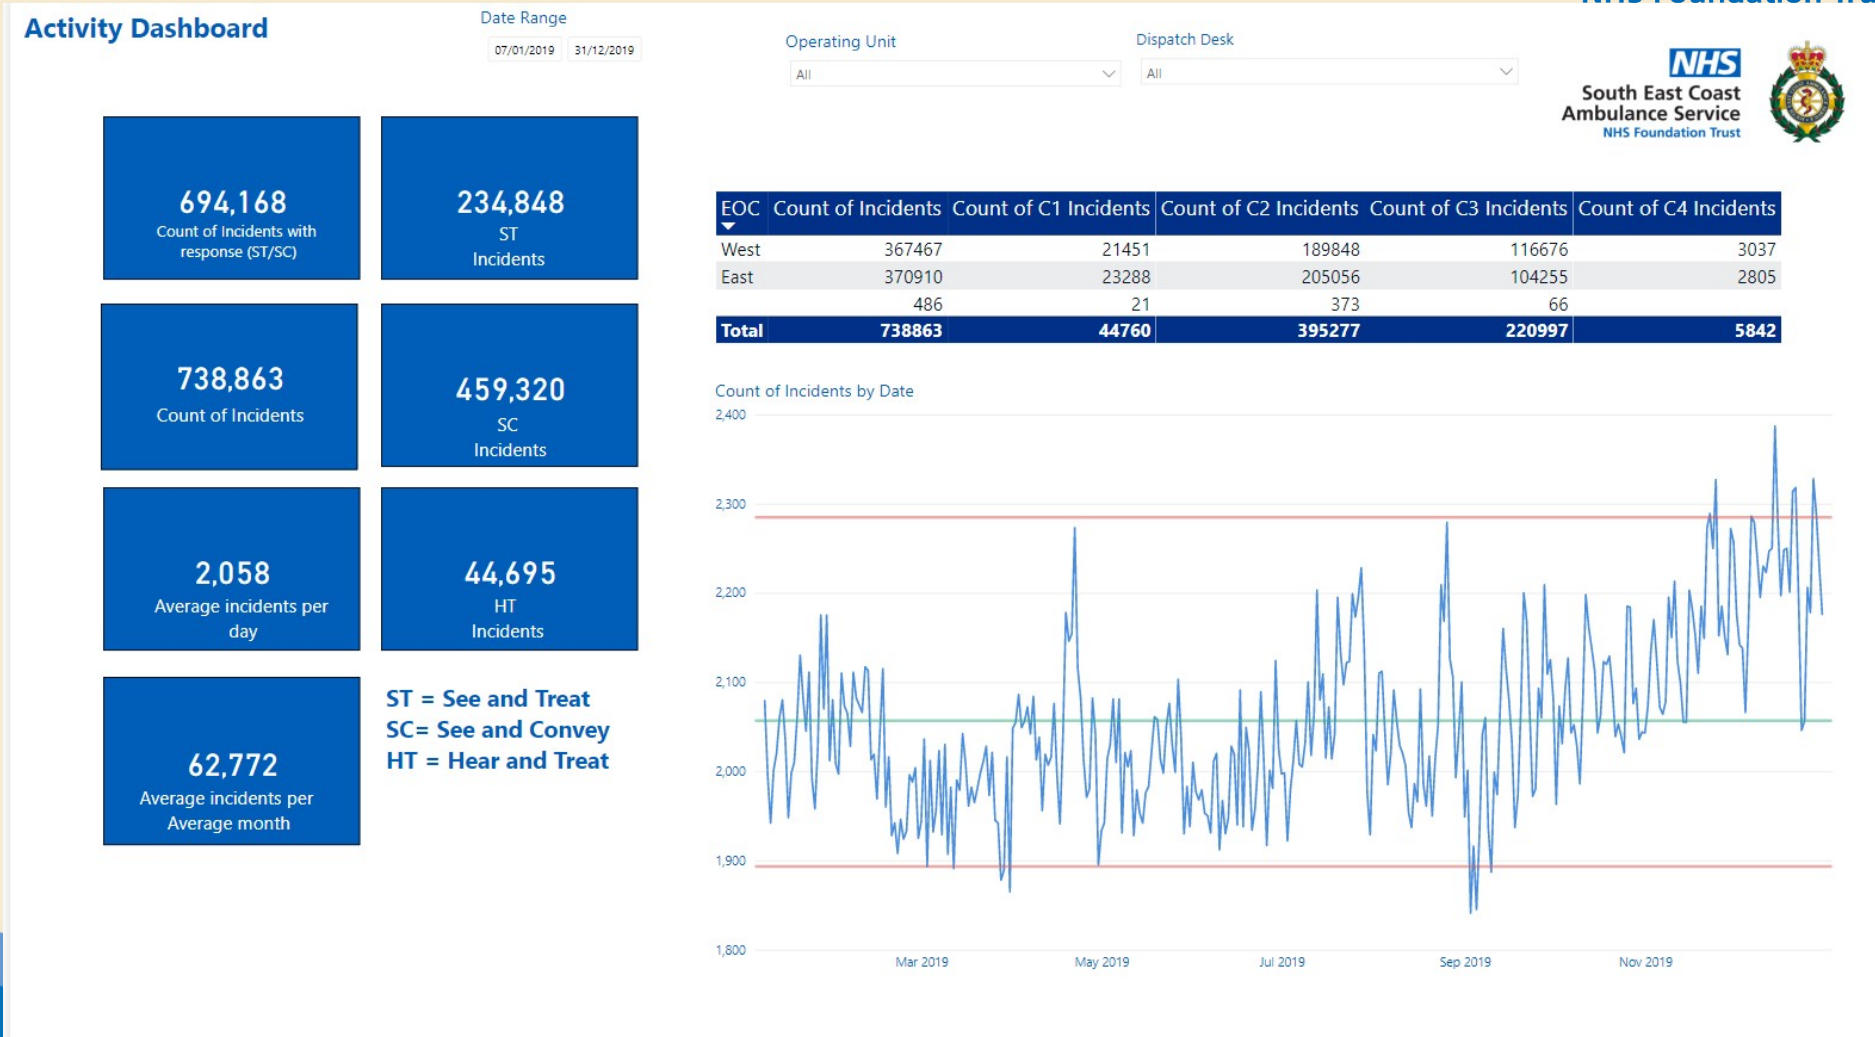 NHS Foundation Tru
Activity Dashboard
Date Range
07/01/2019 31/12/2019
Operating Unit
All
Dispatch Desk
All
NHS
South East Coast
Ambulance Service
NHS Foundation Trust
694,168
Count of Incidents with
response (ST/SC)
234,848
ST
Incidents
738,863
Count of Incidents
459,320
SC
Incidents
2,058
Average incidents per
day
44,695
HT
Incidents
62,772
Average incidents per
Average month
ST = See and Treat
SC= See and Convey
HT = Hear and Treat
EOC Count of Incidents Count of C1 Incidents Count of C2 Incidents Count of C3 Incidents Count of C4 Incidents
West 367467 21451 189848 116676 3037
East 370910 23288 205056 104255 2805
486 21 373 66
Total 738863 44760 395277 220997 5842
Count of Incidents by Date
2,400
2,300
2,200
2,100
2,000
1,900
1,800
Mar 2019 May 2019 Jul 2019 Sep 2019 Nov 2019